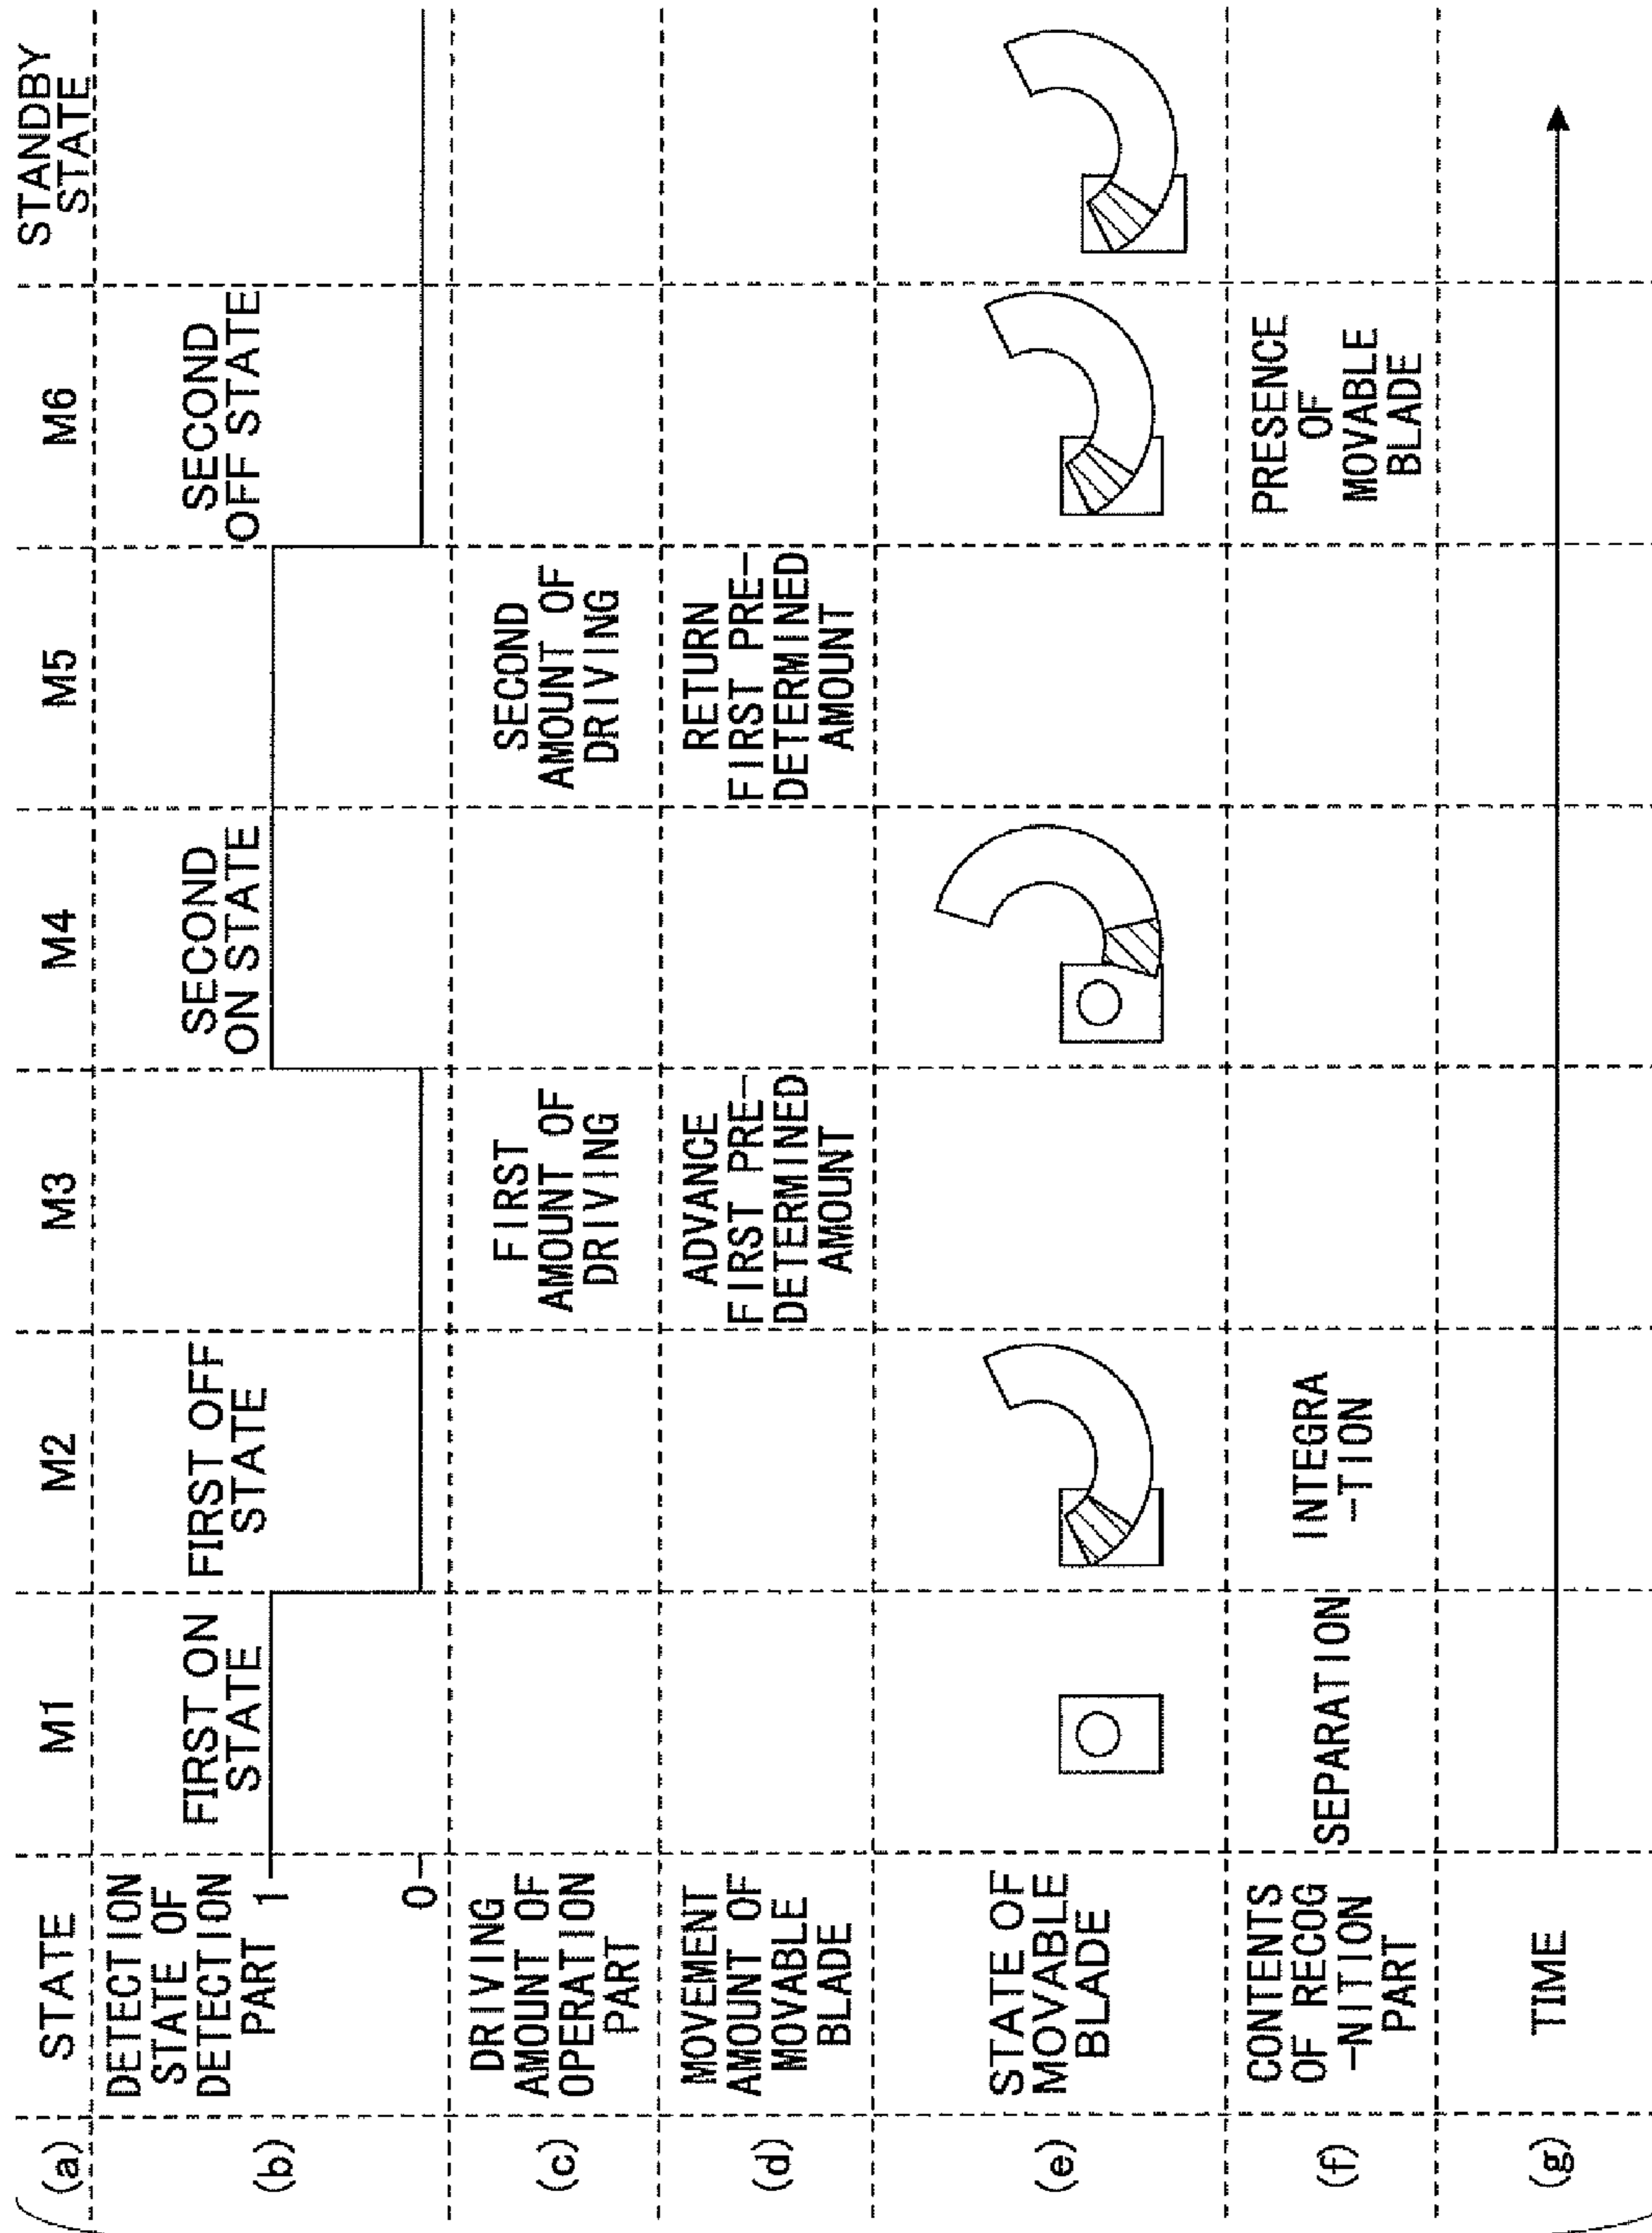 (a)
STATE
M1
M2
M3
M4
M5
M6
STANDBY
STATE
(b)
DETECTION
STATE OF
DETECTION
PART
1
0
FIRST ON
STATE
FIRST OFF
STATE
SECOND
ON STATE
SECOND
OFF STATE
(c)
DRIVING
AMOUNT OF
OPERATION
PART
FIRST
AMOUNT OF
DRIVING
SECOND
AMOUNT OF
DRIVING
(d)
MOVEMENT
AMOUNT OF
MOVABLE
BLADE
ADVANCE
FIRST PRE-
DETERMINED
AMOUNT
RETURN
FIRST PRE-
DETERMINED
AMOUNT
(e)
STATE OF
MOVABLE
BLADE
(f)
CONTENTS
OF RECOG
-NITION
PART
SEPARATION
INTEGRA
-TION
PRESENCE
OF
MOVABLE
BLADE
(g)
TIME